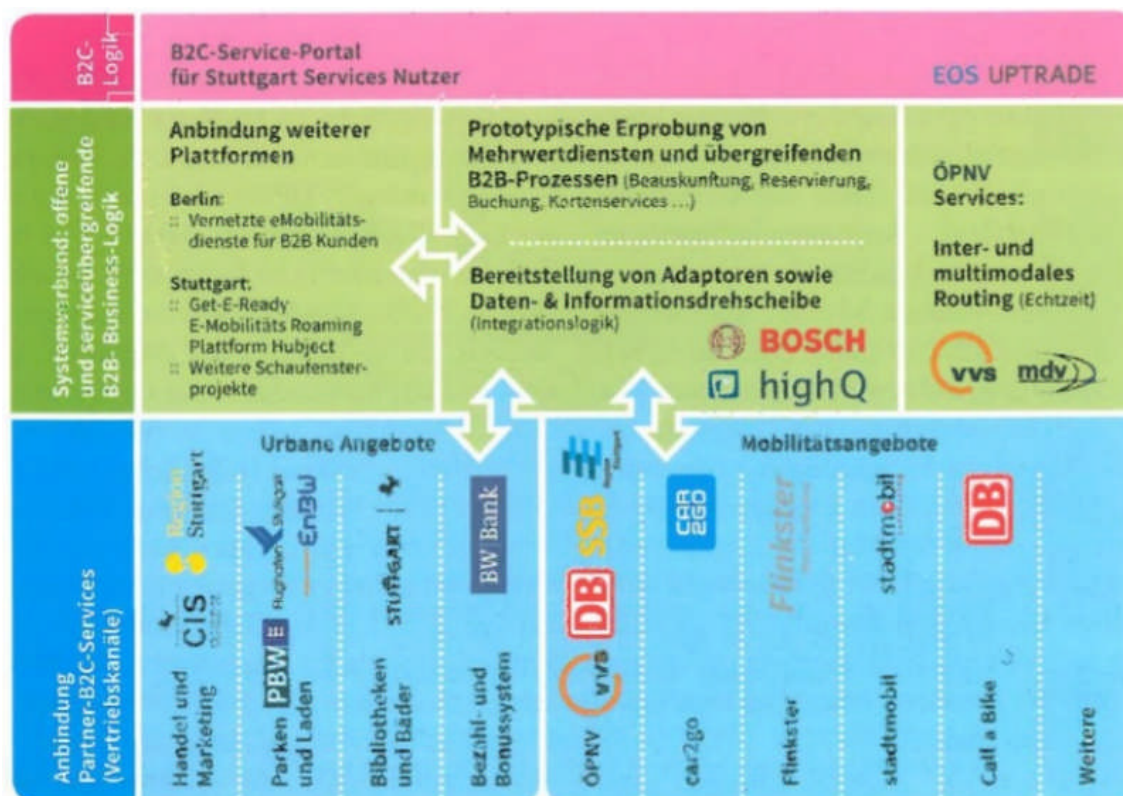 B2C-
Logik
B2C-Service-Portal
für Stuttgart Services Nutzer
EOS UPTRADE
Systemverbund: offene
und serviceübergreifende
B2B- Business-Logik
Anbindung weiterer
Plattformen
Berlin:
:: Vernetzte eMobilitäts-
dienste für B2B Kunden
Stuttgart:
:: Get-E-Ready
E-Mobilitäts Roaming
Plattform Hubject
:: Weitere Schaufenster-
projekte
Prototypische Erprobung von
Mehrwertdiensten und übergreifenden
B2B-Prozessen (Beauskunftung, Reservierung,
Buchung, Kartenservices ...)
Bereitstellung von Adaptoren sowie
Daten- & Informationsdrehscheibe
(Integrationslogik)
BOSCH
highQ
ÖPNV
Services:
Inter- und
multimodales
Routing (Echtzeit)
VVS
mdv
Anbindung
Partner-B2C-Services
(Vertriebskanäle)
Urbane Angebote
Handel und
Marketing
CIS
Region
Stuttgart
Parken
und Laden
PBW
Flughafen Stuttgart
EnBW
Bibliotheken
und Bäder
STUTTGART
Bezahl- und
Bonussystem
BW Bank
Mobilitätsangebote
ÖPNV
VVS
DB
SSB
car2go
CAR
2GO
Flinkster
Flinkster
stadtmobil
stadtmobil
Call a Bike
DB
Weitere